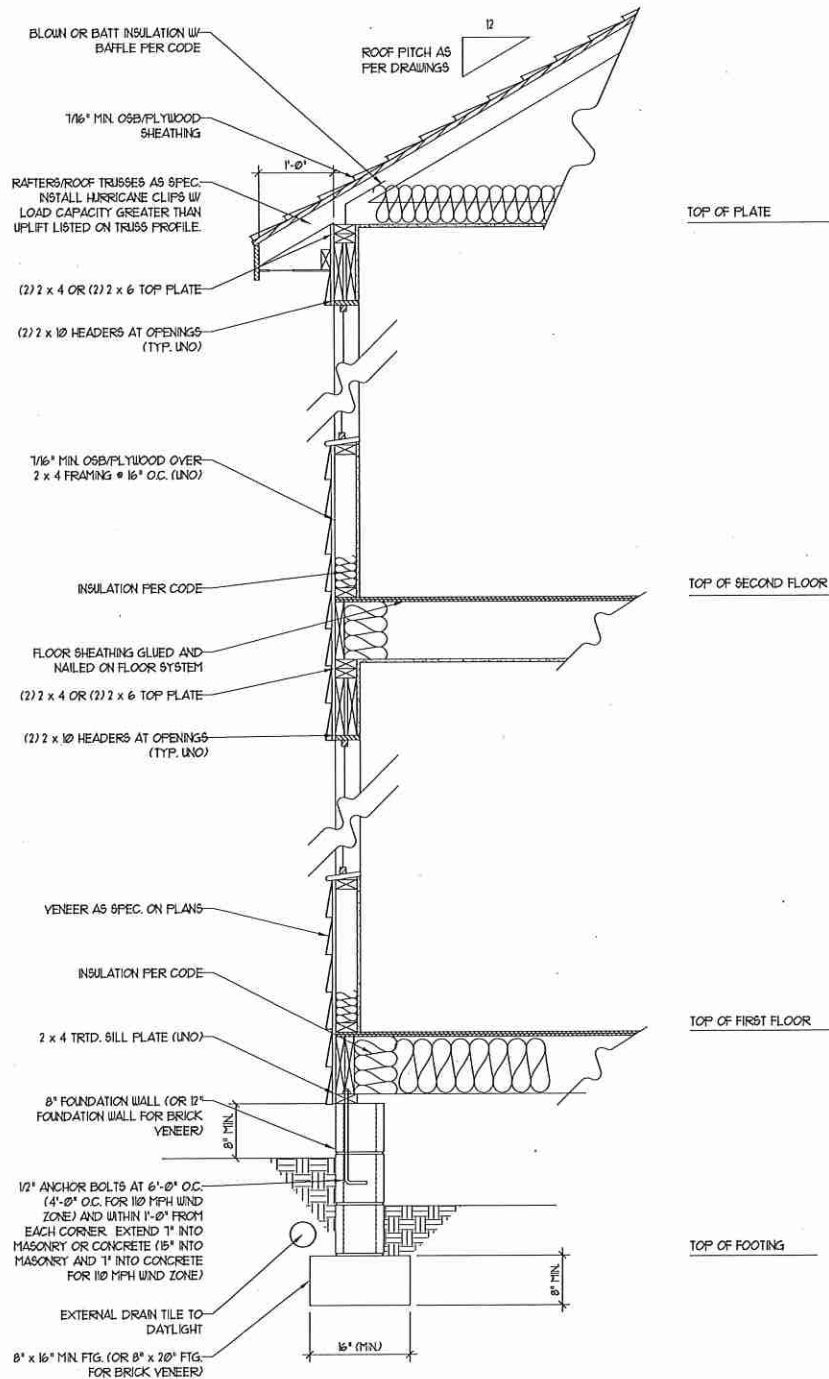 BLOWN OR BATT INSULATION W/
BAFFLE PER CODE
12
ROOF PITCH AS
PER DRAWINGS
7/16" MIN. OSB/PLYWOOD
SHEATHING
1'-0"
RAFTERS/ROOF TRUSSES AS SPEC.
INSTALL HURRICANE CLIPS W/
LOAD CAPACITY GREATER THAN
UPLIFT LISTED ON TRUSS PROFILE.
TOP OF PLATE
(2) 2 x 4 OR (2) 2 x 6 TOP PLATE
(2) 2 x 10 HEADERS AT OPENINGS
(TYP. UNO)
7/16" MIN. OSB/PLYWOOD OVER
2 x 4 FRAMING @ 16" O.C. (UNO)
INSULATION PER CODE
TOP OF SECOND FLOOR
FLOOR SHEATHING GLUED AND
NAILED ON FLOOR SYSTEM
(2) 2 x 4 OR (2) 2 x 6 TOP PLATE
(2) 2 x 10 HEADERS AT OPENINGS
(TYP. UNO)
VENEER AS SPEC. ON PLANS
INSULATION PER CODE
TOP OF FIRST FLOOR
2 x 4 TRTD. SILL PLATE (UNO)
8" FOUNDATION WALL (OR 12"
FOUNDATION WALL FOR BRICK
VENEER)
8" MIN.
1/2" ANCHOR BOLTS AT 6'-0" O.C.
(4'-0" O.C. FOR 110 MPH WIND
ZONE) AND WITHIN 1'-0" FROM
EACH CORNER. EXTEND 7" INTO
MASONRY OR CONCRETE (15" INTO
MASONRY AND 7" INTO CONCRETE
FOR 110 MPH WIND ZONE)
TOP OF FOOTING
8" MIN.
EXTERNAL DRAIN TILE TO
DAYLIGHT
16" (MIN.)
8" x 16" MIN. FTG. (OR 8" x 20" FTG.
FOR BRICK VENEER)